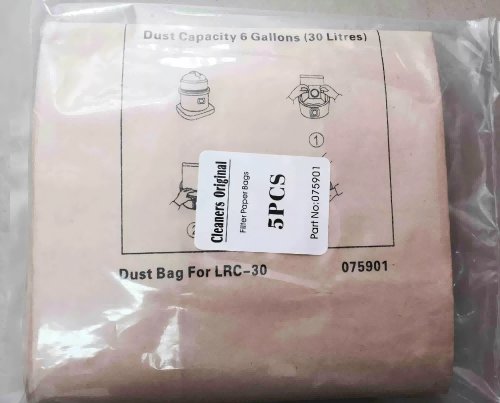 Dust Capacity 6 Gallons (30 Litres)
1
Cleaners Original
Filter Paper Bags
5PCS
Part No:075901
Dust Bag For LRC-30 075901